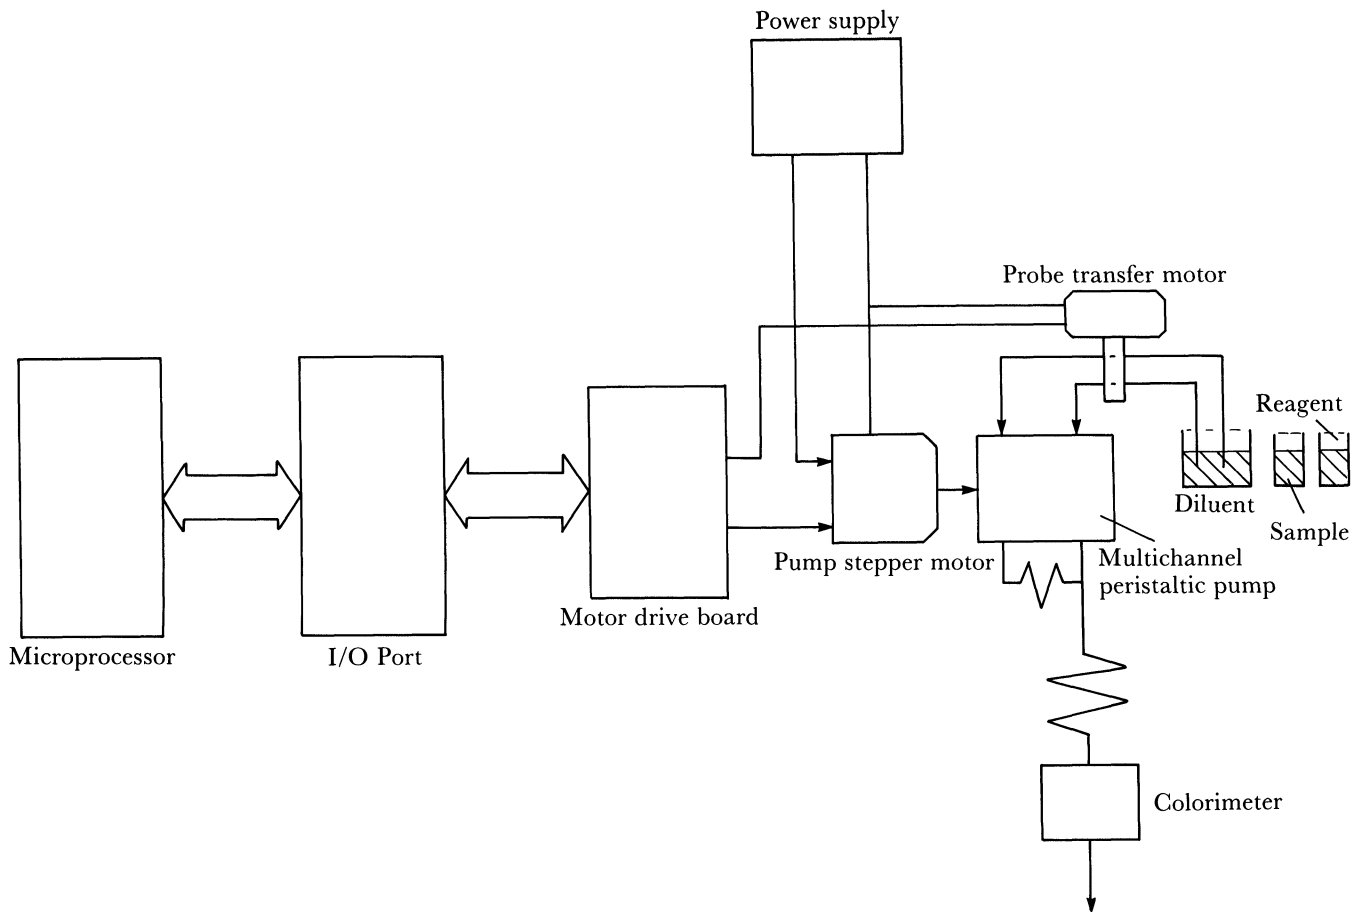 Power supply
Probe transfer motor
Reagent
Diluent
Sample
Pump stepper motor
Multichannel
peristaltic pump
Motor drive board
Microprocessor
I/O Port
Colorimeter